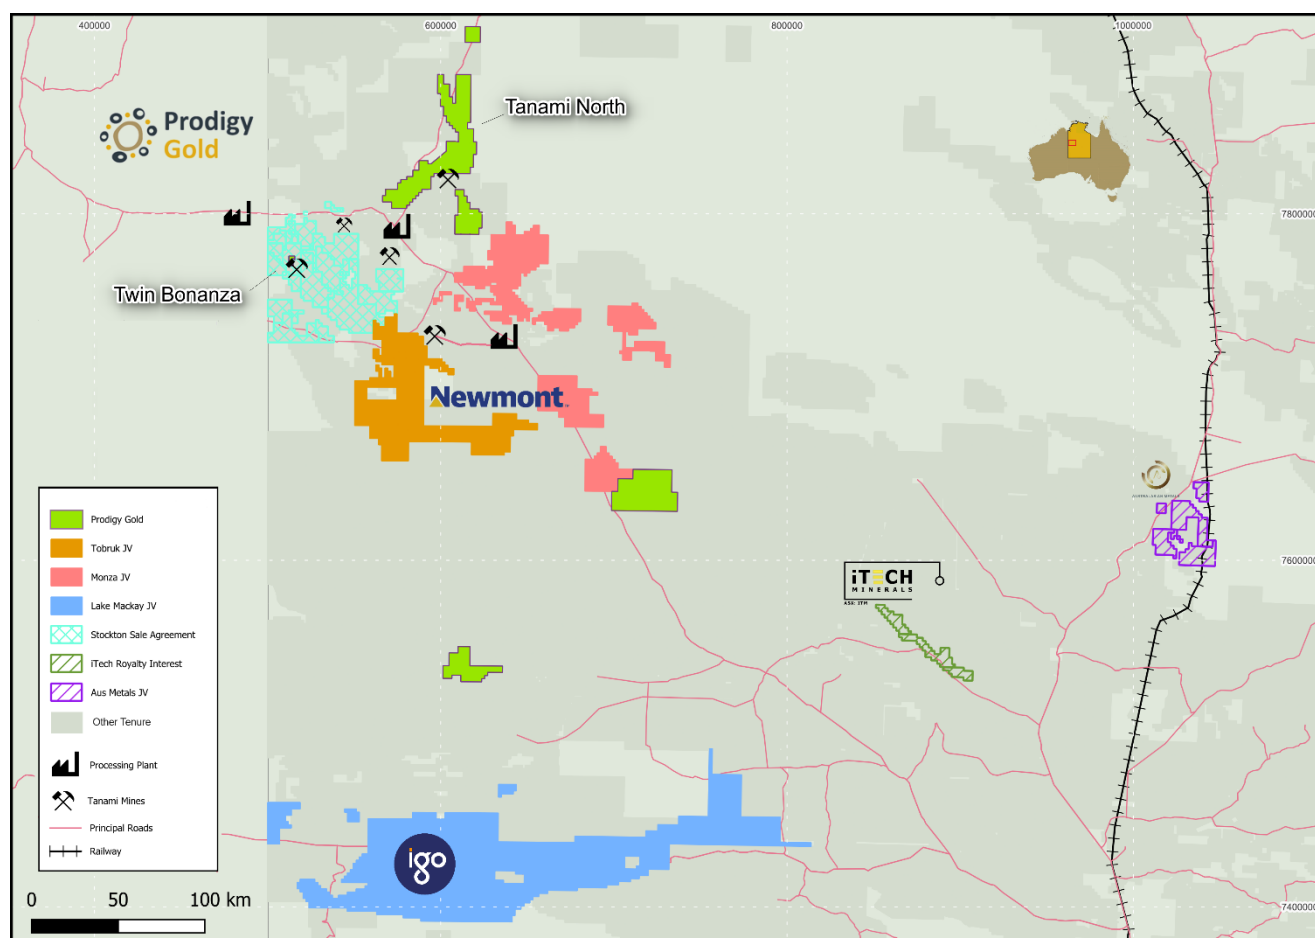 400000
600000
800000
1000000
Tanami North
Prodigy
Gold
7800000
Twin Bonanza
Newmont
Prodigy Gold
Tobruk JV
Monza JV
Lake Mackay JV
Stockton Sale Agreement
iTech Royalty Interest
Aus Metals JV
Other Tenure
Processing Plant
Tanami Mines
Principal Roads
Railway
7600000
iTECH
MINERALS
ASX: ITM
igo
0 50 100 km
7400000